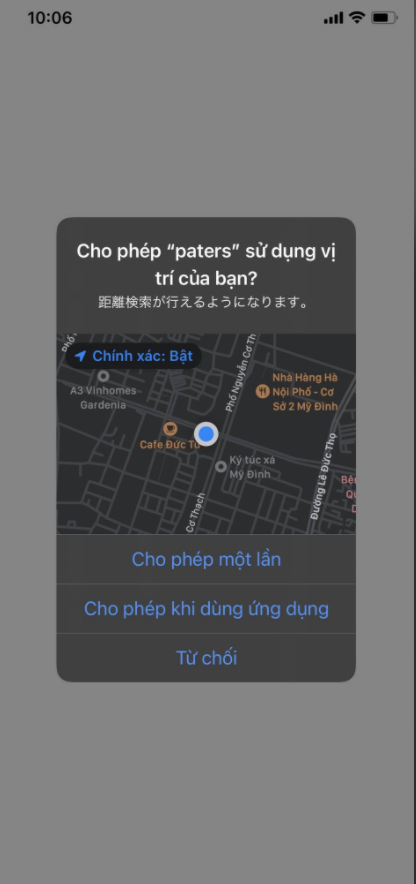 10:06
Cho phép “paters” sử dụng vị
trí của bạn?
距離検索が行えるようになります。
Chính xác: Bật
A3 Vinhomes
Gardenia
Phố Nguyễn Cơ Th
Nhà Hàng Hà
Nội Phố - Cơ
Sở 2 Mỹ Đình
Cafe Đức Tú
Ký túc xá
Mỹ Đình
Đường Lê Đức Thọ
Cơ Thạch
Cho phép một lần
Cho phép khi dùng ứng dụng
Từ chối